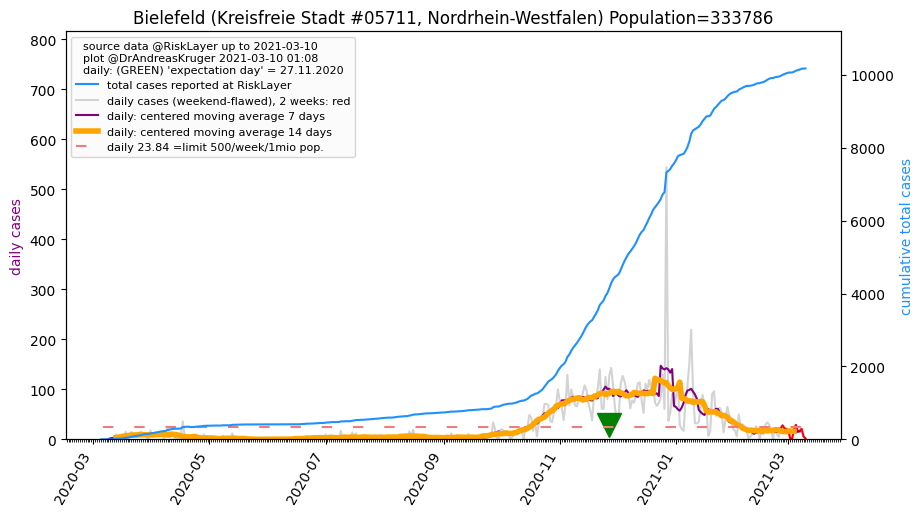 Bielefeld (Kreisfreie Stadt #05711, Nordrhein-Westfalen) Population=333786
source data @RiskLayer up to 2021-03-10
plot @DrAndreasKruger 2021-03-10 01:08
daily: (GREEN) 'expectation day' = 27.11.2020
total cases reported at RiskLayer
daily cases (weekend-flawed), 2 weeks: red
daily: centered moving average 7 days
daily: centered moving average 14 days
daily 23.84 =limit 500/week/1mio pop.
daily cases
800
700
600
500
400
300
200
100
0
cumulative total cases
10000
8000
6000
4000
2000
0
2020-03
2020-05
2020-07
2020-09
2020-11
2021-01
2021-03